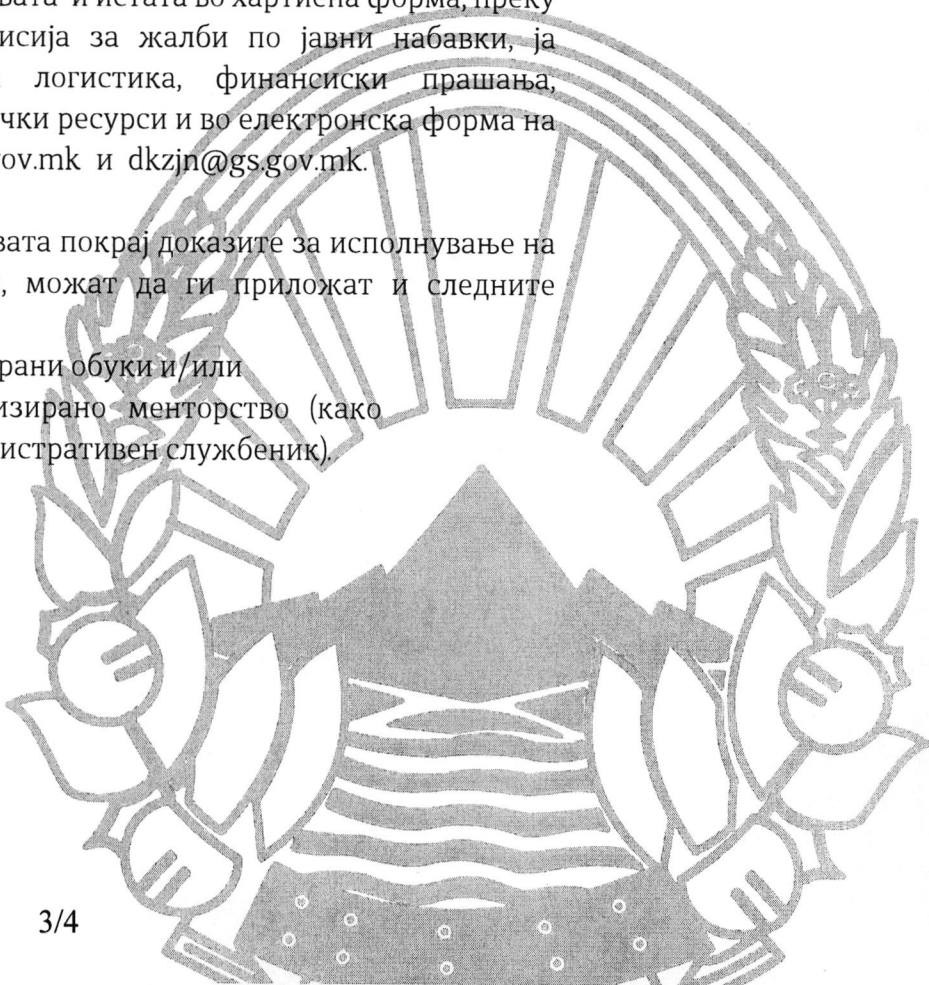 вата и истата во хартисна форма, преку
исија за жалби по јавни набавки, ја
логистика, финансиски прашања,
чки ресурси и во електронска форма на
gov.mk и dkzjn@gs.gov.mk.
вата покрај доказите за исполнување на
, можат да ги приложат и следните
рани обуки и/или
изирано менторство (како
истративен службеник).
3/4